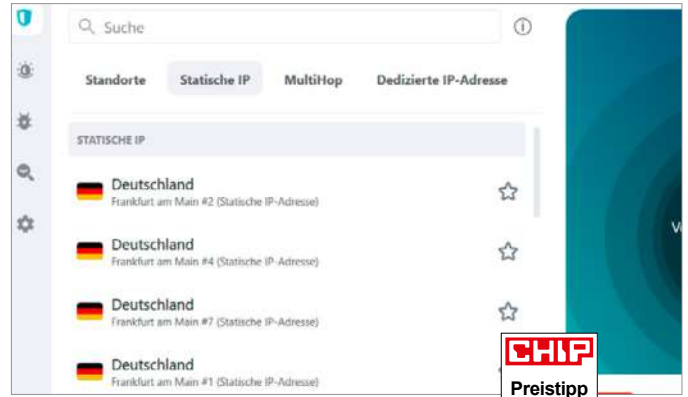 Suche
Standorte Statische IP MultiHop Dedizierte IP-Adresse
STATISCHE IP
Deutschland
Frankfurt am Main #2 (Statische IP-Adresse)
Deutschland
Frankfurt am Main #4 (Statische IP-Adresse)
Deutschland
Frankfurt am Main #7 (Statische IP-Adresse)
Deutschland
Frankfurt am Main #1 (Statische IP-Adresse)
CHIP
Preistipp